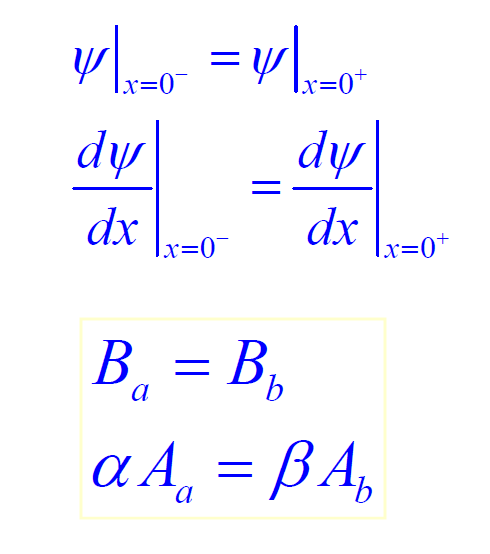 ψ|ₓ₌₀⁻ = ψ|ₓ₌₀⁺
dψ/dx|ₓ₌₀⁻ = dψ/dx|ₓ₌₀⁺
B_a = B_b
αA_a = βA_b